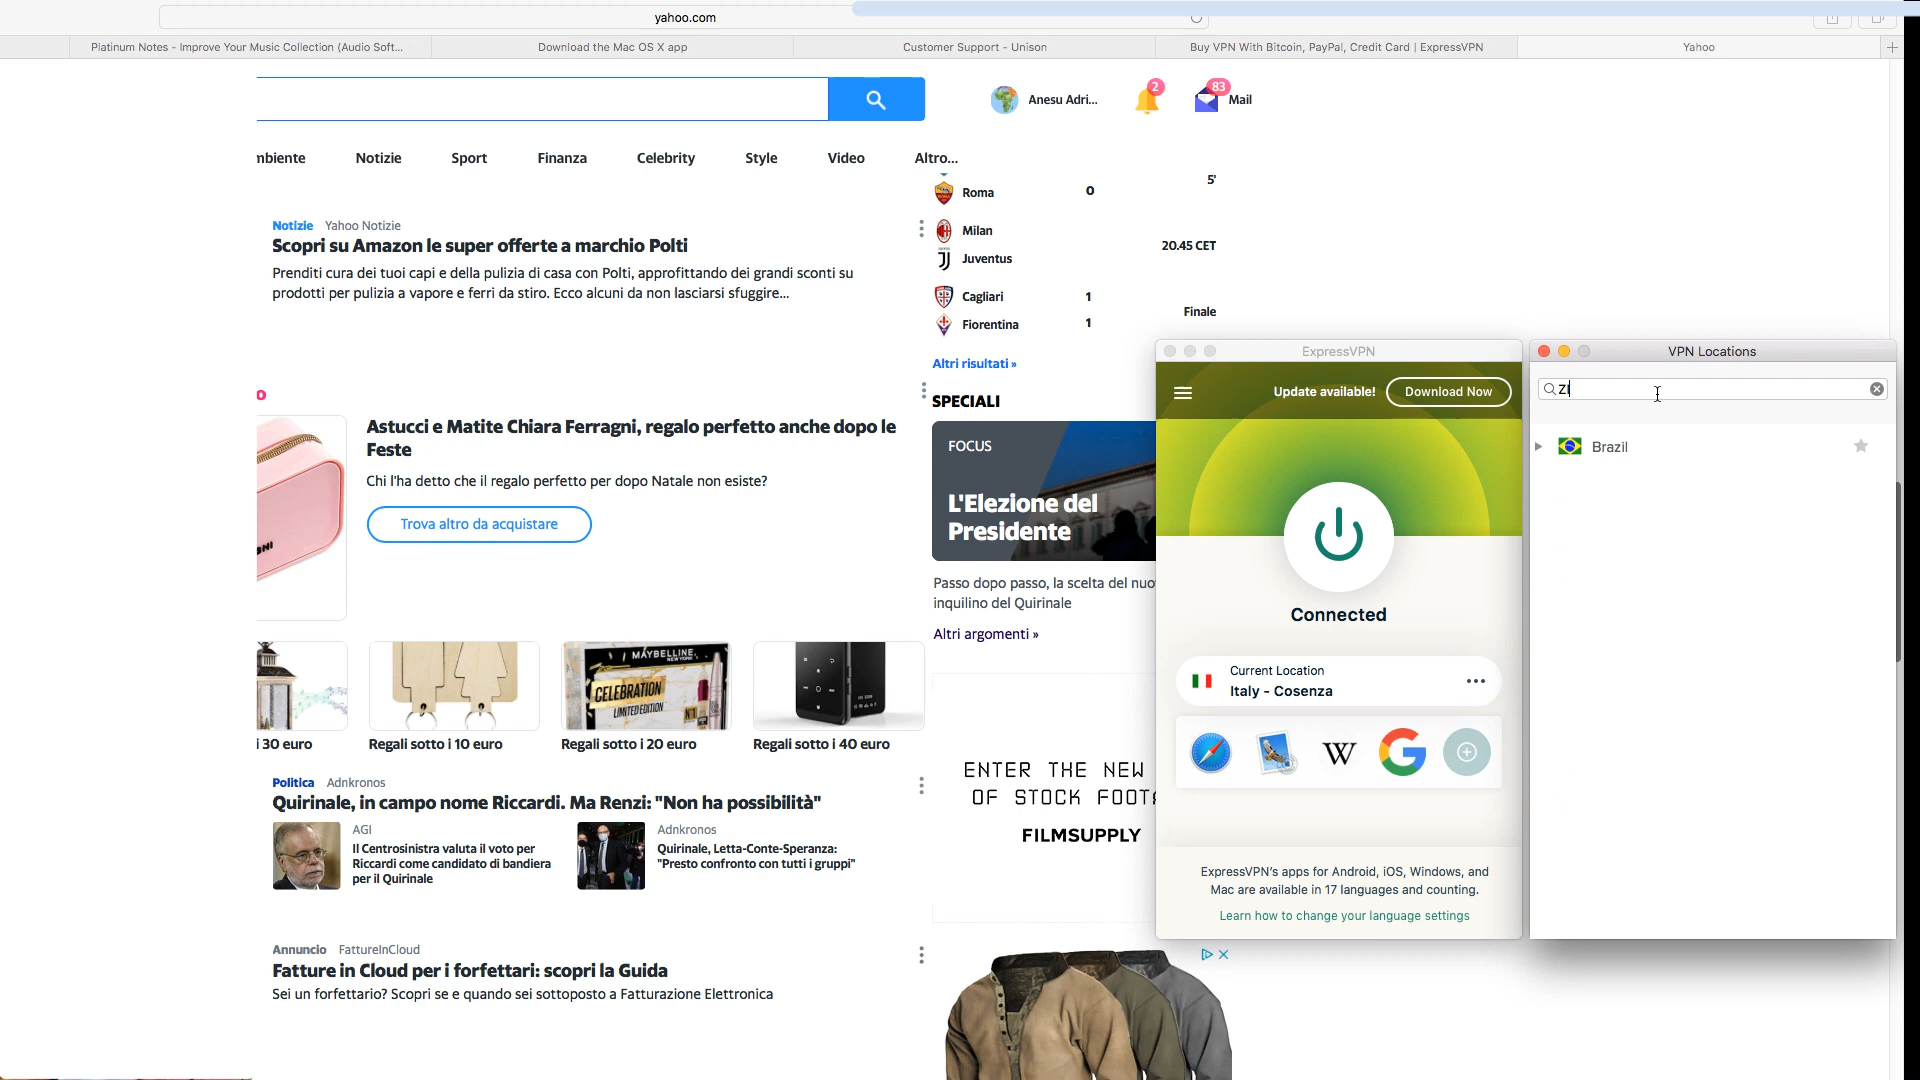 yahoo.com
Platinum Notes - Improve Your Music Collection (Audio Soft...
Download the Mac OS X app
Customer Support - Unison
Buy VPN With Bitcoin, PayPal, Credit Card | ExpressVPN
Yahoo
Anesu Adri...
2
83
Mail
mbiente
Notizie
Sport
Finanza
Celebrity
Style
Video
Altro...
Notizie Yahoo Notizie
Scopri su Amazon le super offerte a marchio Polti
Prenditi cura dei tuoi capi e della pulizia di casa con Polti, approfittando dei grandi sconti su
prodotti per pulizia a vapore e ferri da stiro. Ecco alcuni da non lasciarsi sfuggire...
o
Astucci e Matite Chiara Ferragni, regalo perfetto anche dopo le
Feste
Chi l'ha detto che il regalo perfetto per dopo Natale non esiste?
Trova altro da acquistare
NI
MAYBELLINE
NEW YORK
CELEBRATION
LIMITED EDITION
i 30 euro
Regali sotto i 10 euro
Regali sotto i 20 euro
Regali sotto i 40 euro
Politica Adnkronos
Quirinale, in campo nome Riccardi. Ma Renzi: "Non ha possibilità"
AGI
Il Centrosinistra valuta il voto per
Riccardi come candidato di bandiera
per il Quirinale
Adnkronos
Quirinale, Letta-Conte-Speranza:
"Presto confronto con tutti i gruppi"
Annuncio FattureInCloud
Fatture in Cloud per i forfettari: scopri la Guida
Sei un forfettario? Scopri se e quando sei sottoposto a Fatturazione Elettronica
Roma 0
5'
Milan
20.45 CET
Juventus
Cagliari 1
Finale
Fiorentina 1
Altri risultati »
SPECIALI
FOCUS
L'Elezione del
Presidente
Passo dopo passo, la scelta del nuo
inquilino del Quirinale
Altri argomenti »
ENTER THE NEW
OF STOCK FOOTA
FILMSUPPLY
ExpressVPN
Update available!
Download Now
Connected
Current Location
Italy - Cosenza
W
G
ExpressVPN's apps for Android, iOS, Windows, and
Mac are available in 17 languages and counting.
Learn how to change your language settings
VPN Locations
ZI
Brazil